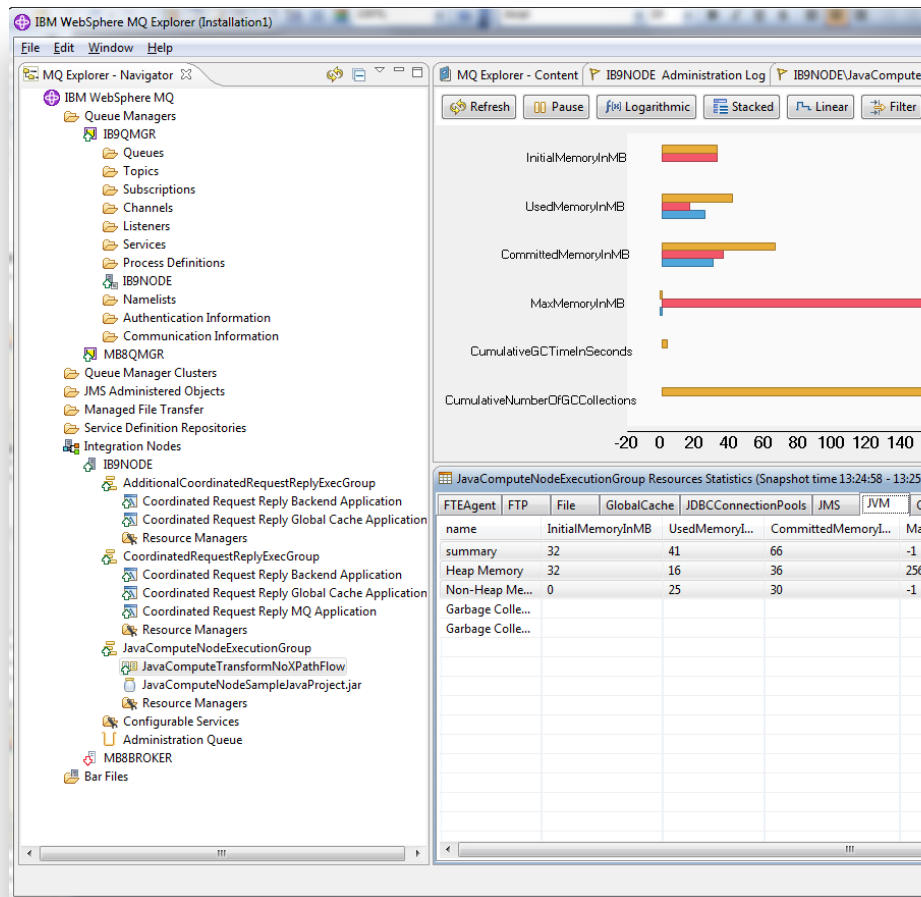 IBM WebSphere MQ Explorer (Installation1)
File Edit Window Help
MQ Explorer - Navigator
IBM WebSphere MQ
Queue Managers
IB9QMGR
Queues
Topics
Subscriptions
Channels
Listeners
Services
Process Definitions
IB9NODE
Namelists
Authentication Information
Communication Information
MB8QMGR
Queue Manager Clusters
JMS Administered Objects
Managed File Transfer
Service Definition Repositories
Integration Nodes
IB9NODE
AdditionalCoordinatedRequestReplyExecGroup
Coordinated Request Reply Backend Application
Coordinated Request Reply Global Cache Application
Resource Managers
CoordinatedRequestReplyExecGroup
Coordinated Request Reply Backend Application
Coordinated Request Reply Global Cache Application
Coordinated Request Reply MQ Application
Resource Managers
JavaComputeNodeExecutionGroup
JavaComputeTransformNoXPathFlow
JavaComputeNodeSampleJavaProject.jar
Resource Managers
Configurable Services
Administration Queue
MB8BROKER
Bar Files
MQ Explorer - Content IB9NODE Administration Log IB9NODE\JavaCompute
Refresh Pause f(x) Logarithmic Stacked Linear Filter
InitialMemoryInMB
UsedMemoryInMB
CommittedMemoryInMB
MaxMemoryInMB
CumulativeGCTimeInSeconds
CumulativeNumberOfGCCollections
-20 0 20 40 60 80 100 120 140
JavaComputeNodeExecutionGroup Resources Statistics (Snapshot time 13:24:58 - 13:25
FTEAgent FTP File GlobalCache JDBCConnectionPools JMS JVM
name InitialMemoryInMB UsedMemoryI... CommittedMemoryI... Ma
summary 32 41 66 -1
Heap Memory 32 16 36 256
Non-Heap Me... 0 25 30 -1
Garbage Colle...
Garbage Colle...